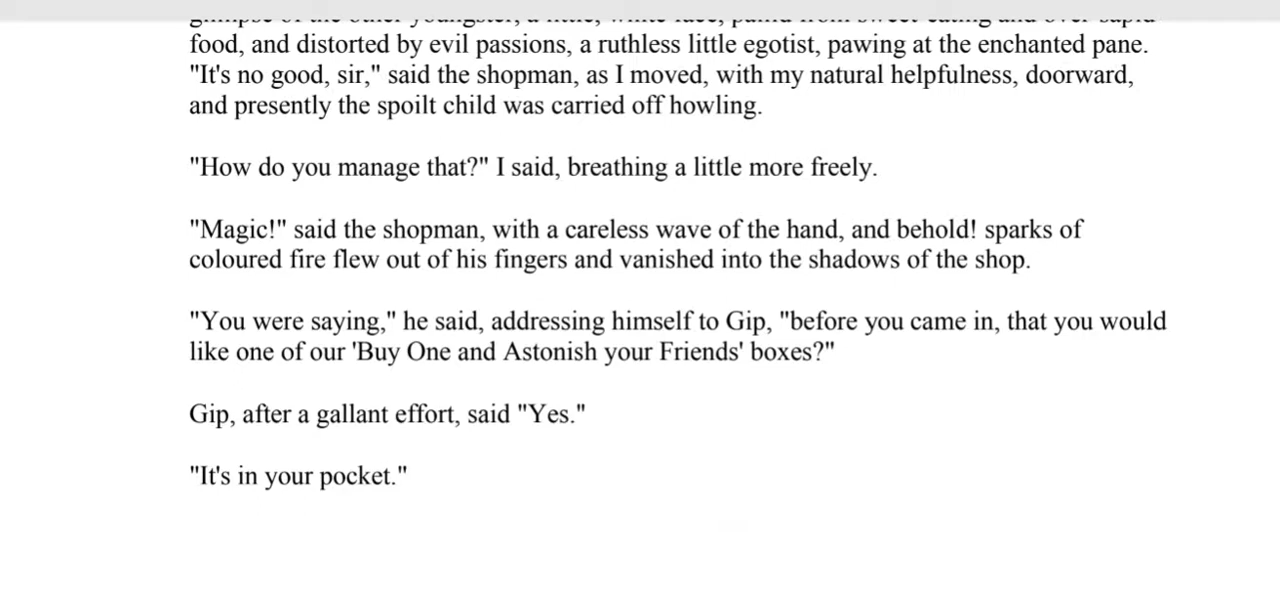 food, and distorted by evil passions, a ruthless little egotist, pawing at the enchanted pane.
"It's no good, sir," said the shopman, as I moved, with my natural helpfulness, doorward,
and presently the spoilt child was carried off howling.
"How do you manage that?" I said, breathing a little more freely.
"Magic!" said the shopman, with a careless wave of the hand, and behold! sparks of
coloured fire flew out of his fingers and vanished into the shadows of the shop.
"You were saying," he said, addressing himself to Gip, "before you came in, that you would
like one of our 'Buy One and Astonish your Friends' boxes?"
Gip, after a gallant effort, said "Yes."
"It's in your pocket."